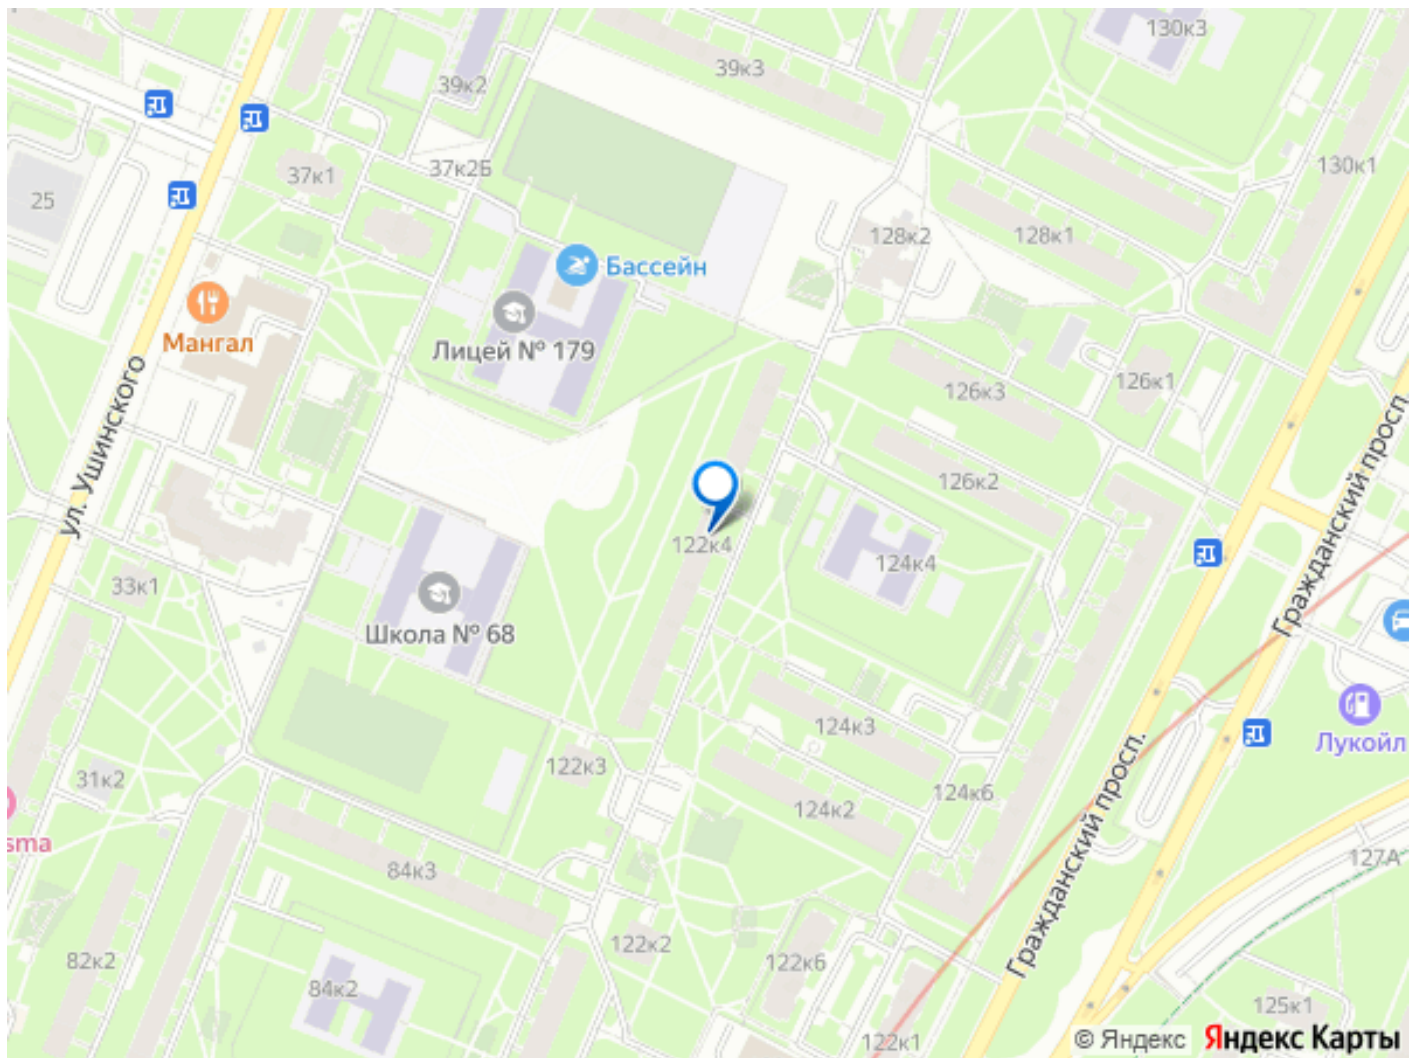 130к3
39к3
39к2
130к1
37к2Б
37к1
25
128к2
128к1
Бассейн
Мангал
Лицей № 179
126к1
126к3
ул. Ушинского
Гражданский просп.
126к2
122к4
124к4
33к1
Школа № 68
124к3
Лукойл
122к3
31к2
124к6
124к2
sma
Гражданский просп.
127А
84к3
122к2
82к2
122к6
84к2
125к1
122к1
© Яндекс Яндекс Карты